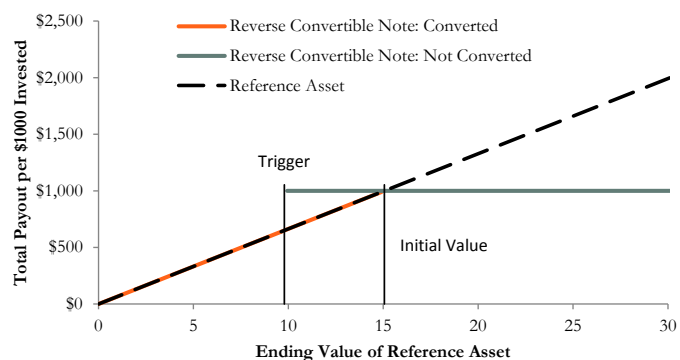 Total Payout per $1000 Invested
$2,500
$2,000
$1,500
$1,000
$500
$0
Reverse Convertible Note: Converted
Reverse Convertible Note: Not Converted
Reference Asset
Trigger
Initial Value
0 5 10 15 20 25 30
Ending Value of Reference Asset